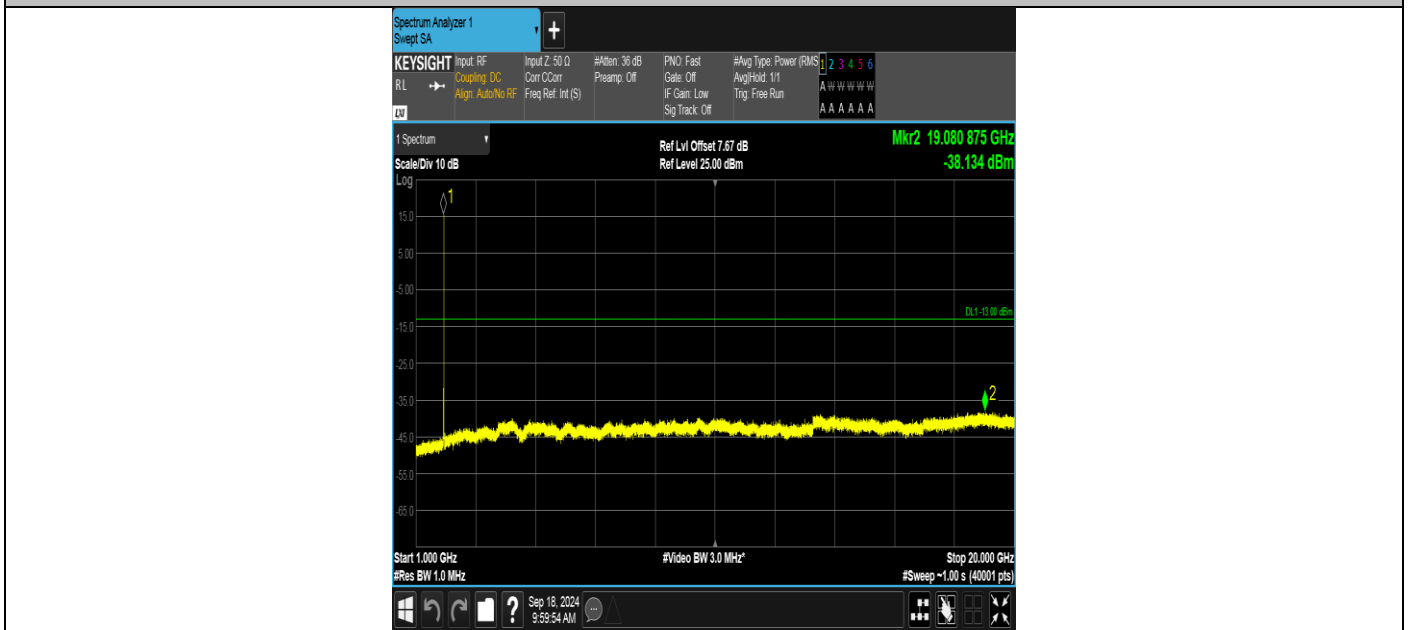 Spectrum Analyzer 1
Swept SA
+
KEYSIGHT
RL
LXI
Input: RF
Coupling: DC
Align: Auto/No RF
Input Z: 50 Ω
Corr CCorr
Freq Ref: Int (S)
#Atten: 36 dB
Preamp: Off
PNO: Fast
Gate: Off
IF Gain: Low
Sig Track: Off
#Avg Type: Power (RMS
Avg|Hold: 1/1
Trig: Free Run
1 2 3 4 5 6
A W W W W W
A A A A A A
1 Spectrum
Scale/Div 10 dB
Log
Ref Lvl Offset 7.67 dB
Ref Level 25.00 dBm
Mkr2 19.080 875 GHz
-38.134 dBm
1
15.0
5.00
-5.00
DL1 -13.00 dBm
-15.0
-25.0
2
-35.0
-45.0
-55.0
-65.0
Start 1.000 GHz
#Video BW 3.0 MHz*
Stop 20.000 GHz
#Res BW 1.0 MHz
#Sweep ~1.00 s (40001 pts)
?
Sep 18, 2024
9:59:54 AM